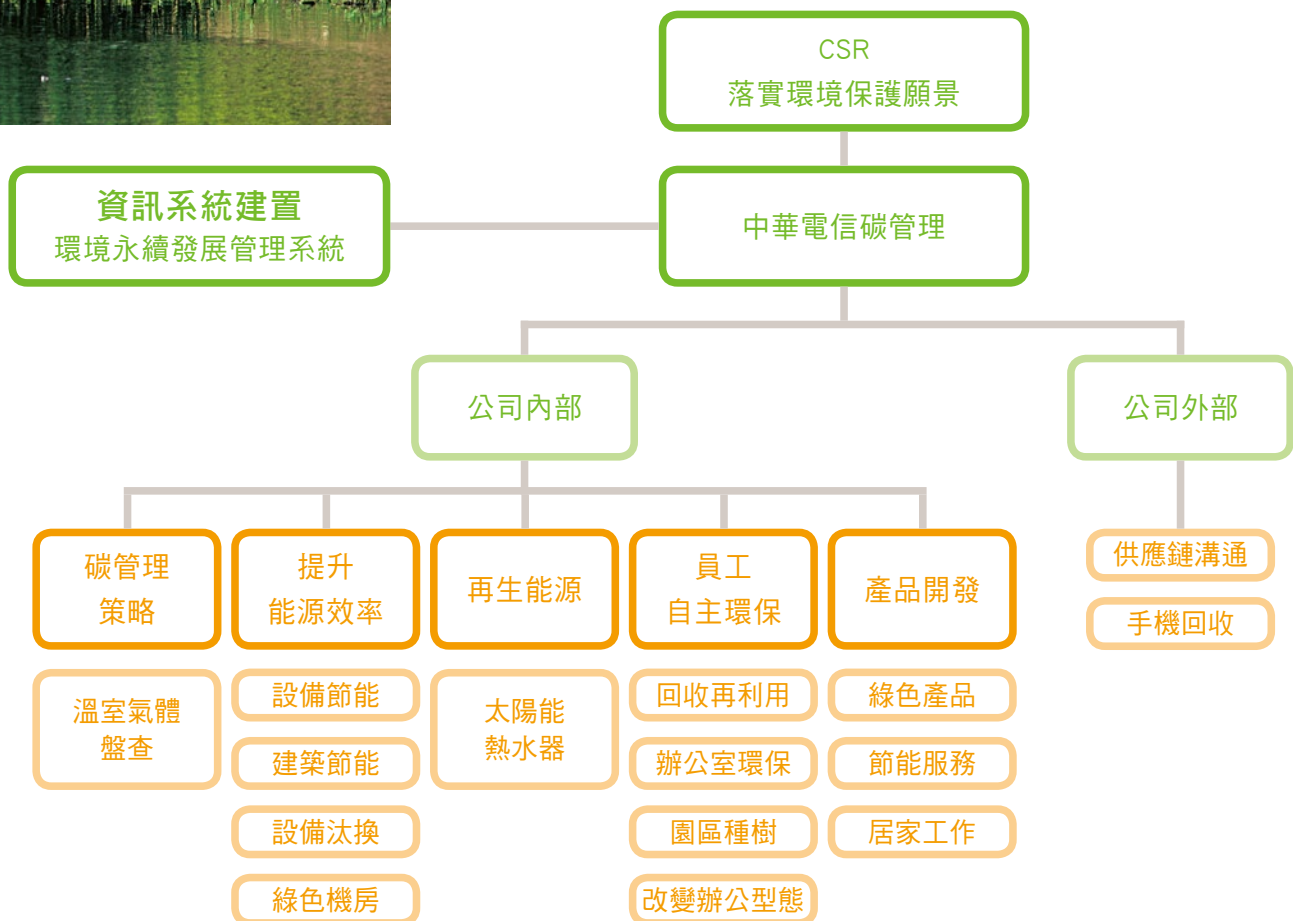 CSR
落實環境保護願景
資訊系統建置
環境永續發展管理系統
中華電信碳管理
公司內部
公司外部
碳管理
策略
提升
能源效率
再生能源
員工
自主環保
產品開發
供應鏈溝通
手機回收
溫室氣體
盤查
設備節能
建築節能
設備汰換
綠色機房
太陽能
熱水器
回收再利用
辦公室環保
園區種樹
改變辦公型態
綠色產品
節能服務
居家工作